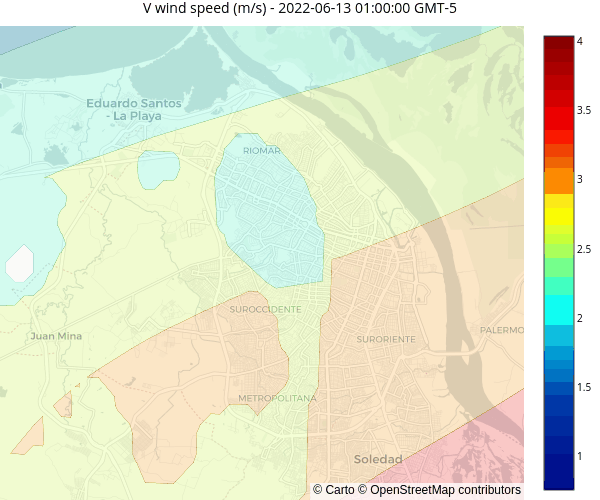 V wind speed (m/s) - 2022-06-13 01:00:00 GMT-5
Eduardo Santos
- La Playa
RIOMAR
SUROCCIDENTE
Juan Mina
SURORIENTE
PALERMO
METROPOLITANA
Soledad
© Carto © OpenStreetMap contributors
4
3.5
3
2.5
2
1.5
1